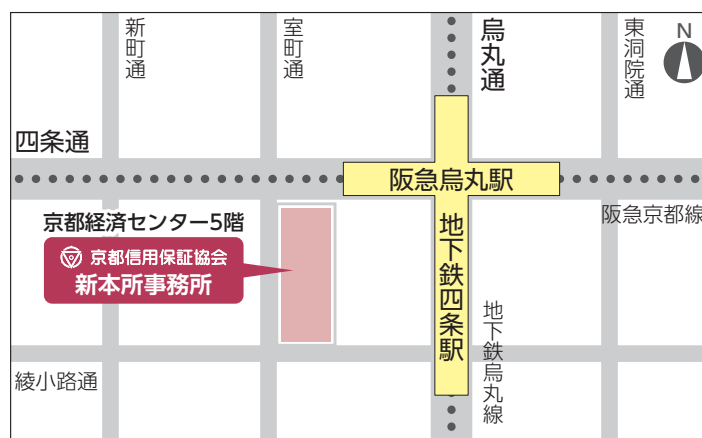 新町通
室町通
烏丸通
東洞院通
N
四条通
阪急烏丸駅
阪急京都線
京都経済センター5階
京都信用保証協会
新本所事務所
地下鉄四条駅
地下鉄烏丸線
綾小路通